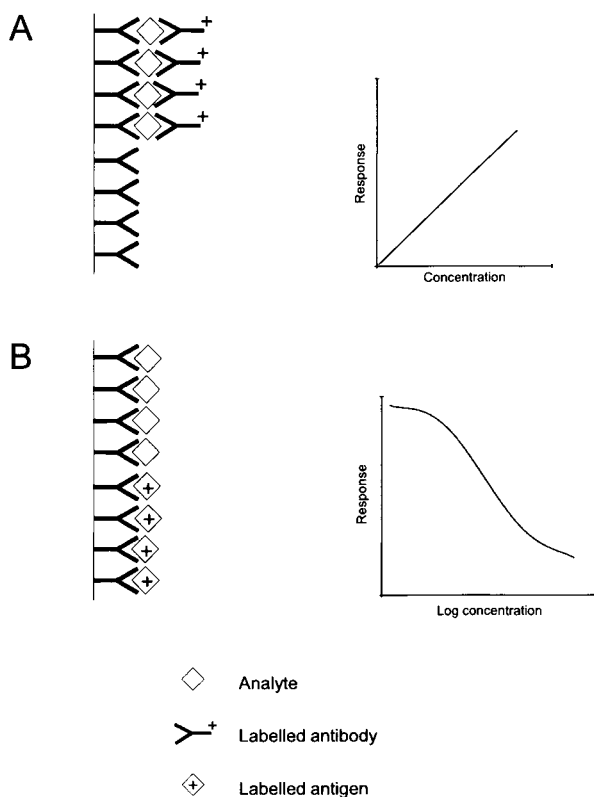 A
Response
Concentration
B
Response
Log concentration
Analyte
Labelled antibody
Labelled antigen